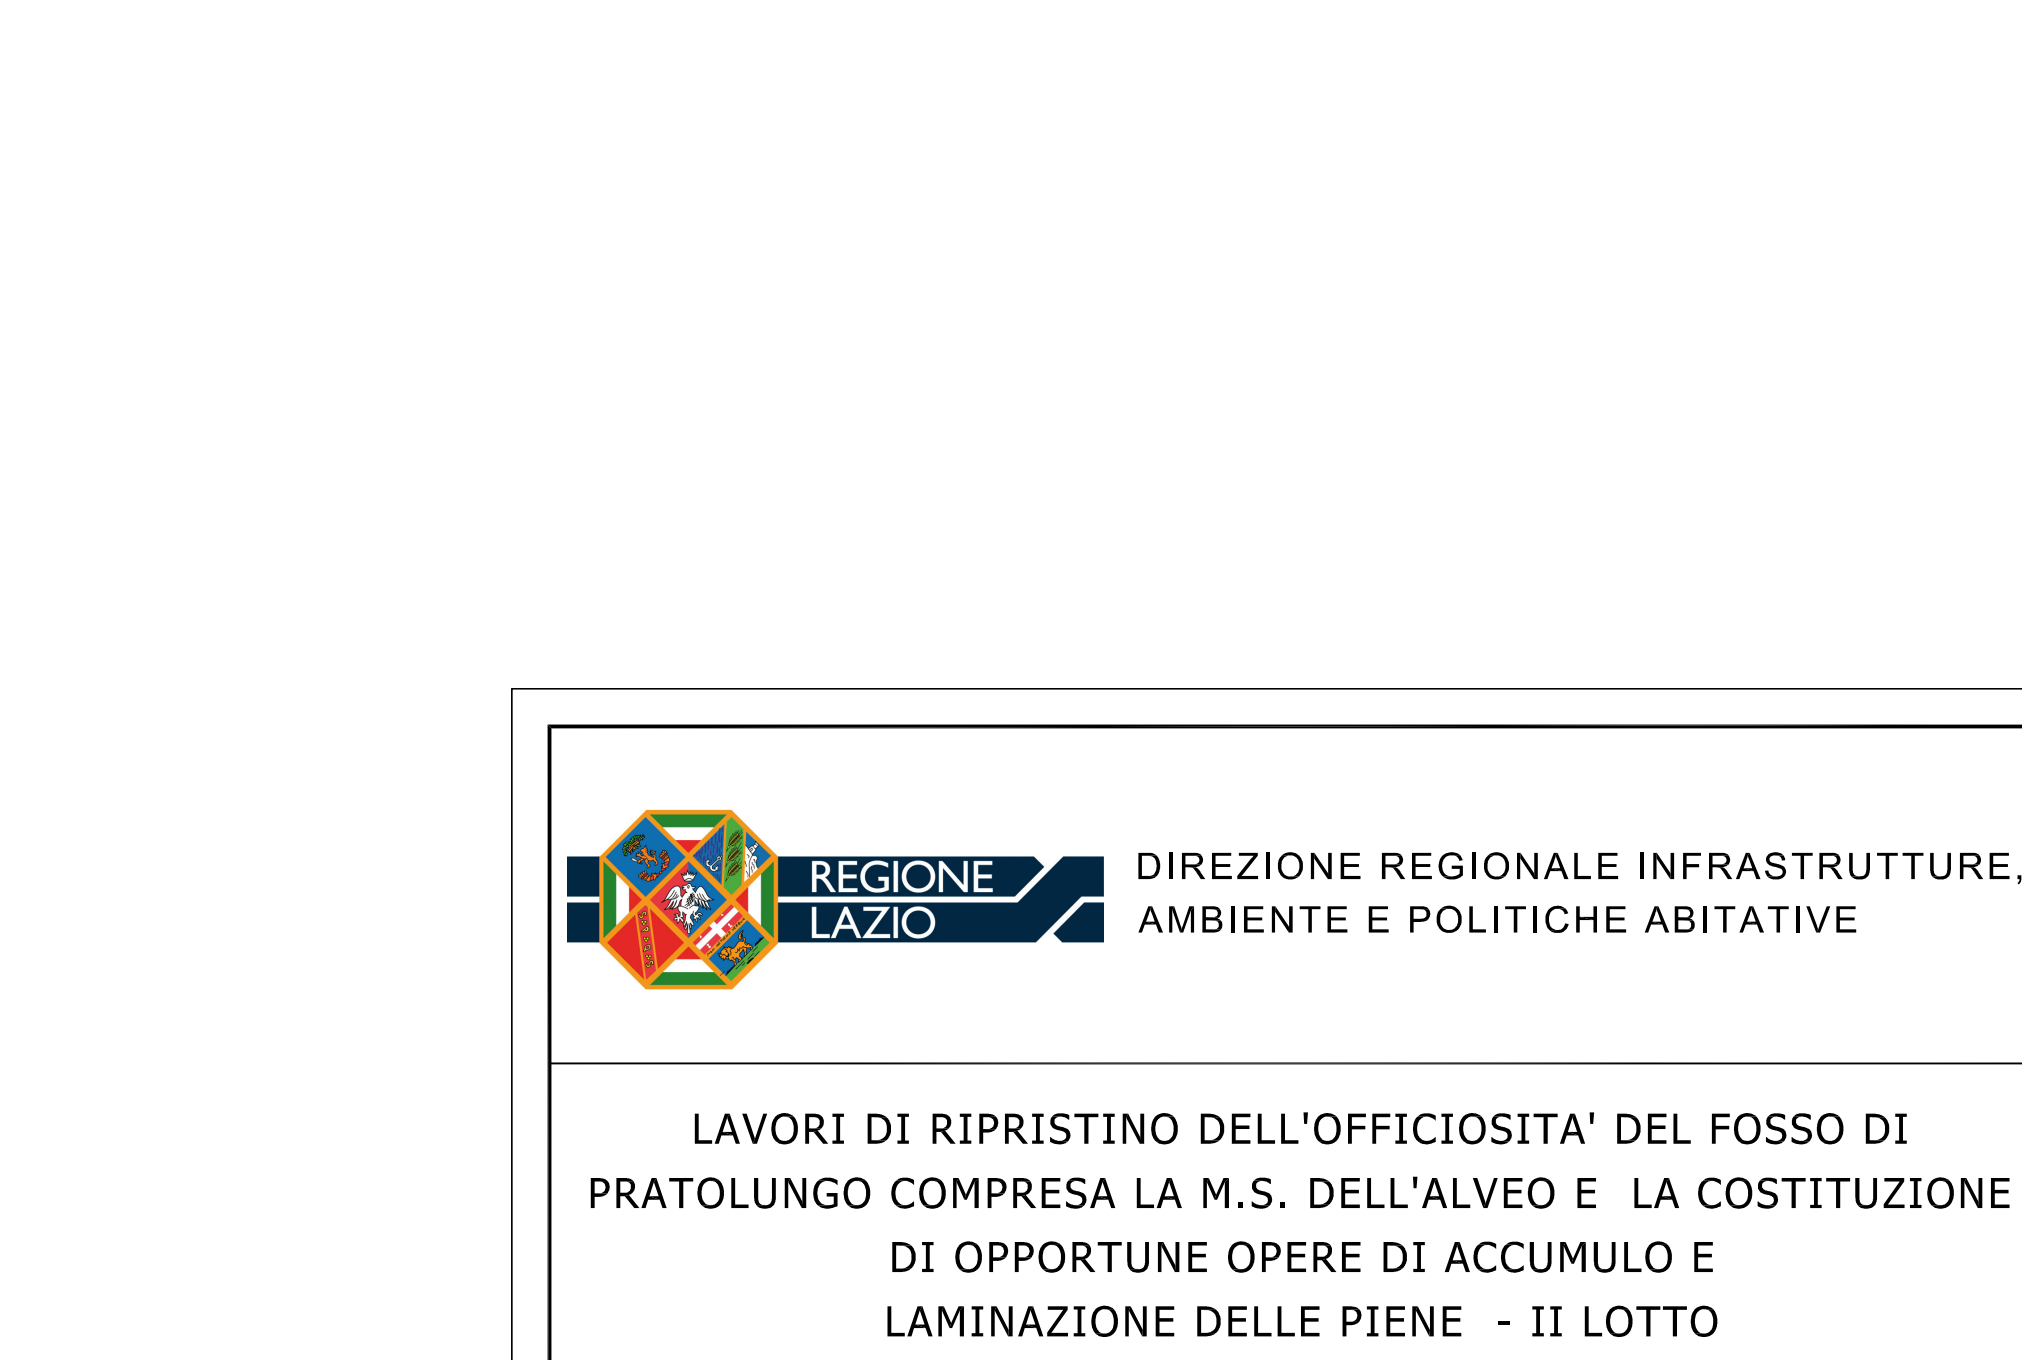 REGIONE
LAZIO
DIREZIONE REGIONALE INFRASTRUTTURE,
AMBIENTE E POLITICHE ABITATIVE
LAVORI DI RIPRISTINO DELL'OFFICIOSITA' DEL FOSSO DI
PRATOLUNGO COMPRESA LA M.S. DELL'ALVEO E LA COSTITUZIONE
DI OPPORTUNE OPERE DI ACCUMULO E
LAMINAZIONE DELLE PIENE - II LOTTO